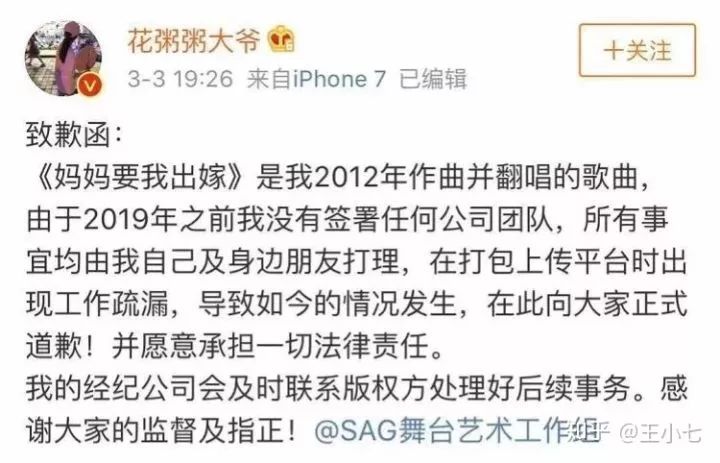 花粥粥大爷
十关注
3-3 19:26 来自iPhone 7 已编辑
致歉函：
《妈妈要我出嫁》是我2012年作曲并翻唱的歌曲，
由于2019年之前我没有签署任何公司团队，所有事
宜均由我自己及身边朋友打理，在打包上传平台时出
现工作疏漏，导致如今的情况发生，在此向大家正式
道歉！并愿意承担一切法律责任。
我的经纪公司会及时联系版权方处理好后续事务。感
谢大家的监督及指正！@SAG舞台艺术工作组
知乎 @王小七